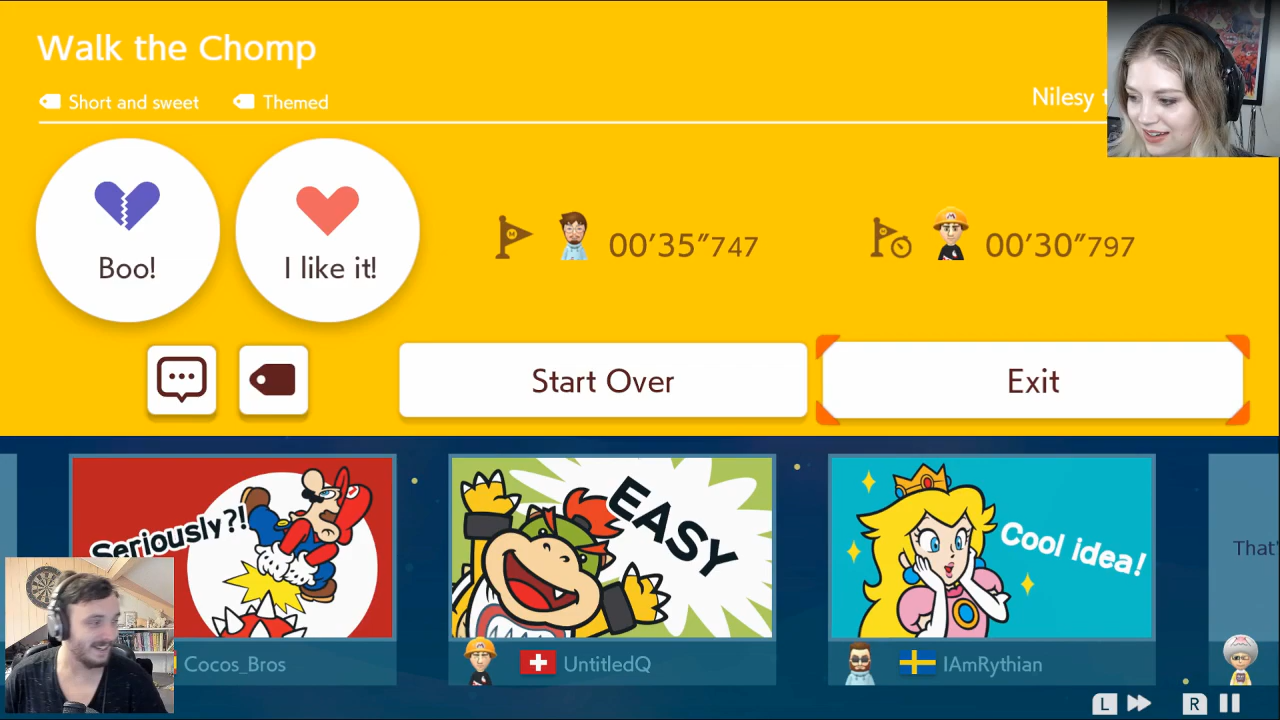 Walk the Chomp
Short and sweet
Themed
Nilesy
Boo!
I like it!
00'35"747
00'30"797
Start Over
Exit
Seriously?!
EASY
Cool idea!
Cocos_Bros
UntitledQ
IAmRythian
L
R